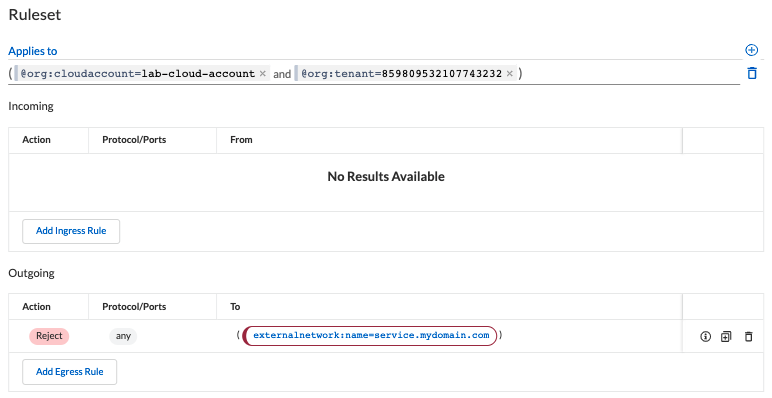 Ruleset
Applies to
( @org:cloudaccount=lab-cloud-account × and @org:tenant=859809532107743232 × )
Incoming
Action Protocol/Ports From
No Results Available
Add Ingress Rule
Outgoing
Action Protocol/Ports To
Reject any ( externalnetwork:name=service.mydomain.com )
Add Egress Rule